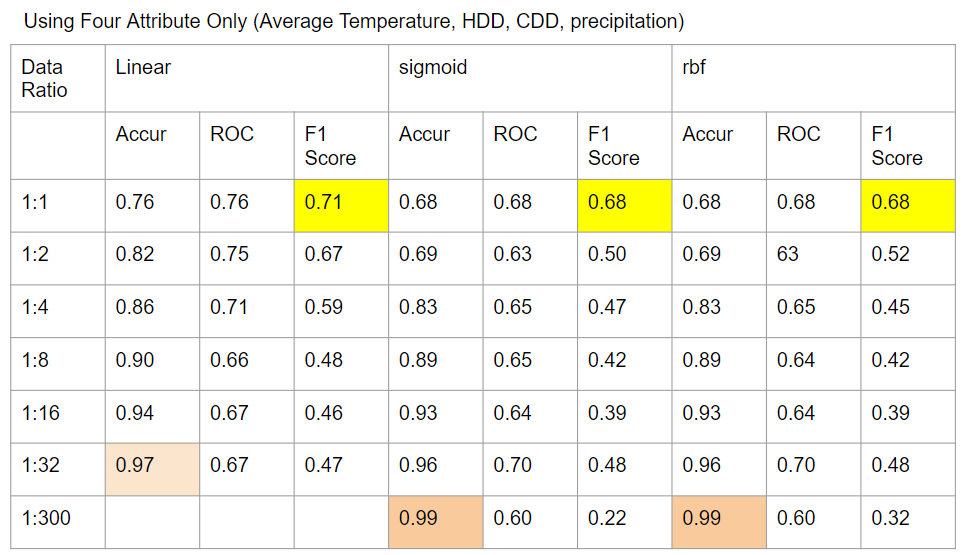 Using Four Attribute Only (Average Temperature, HDD, CDD, precipitation)
Data Ratio Linear sigmoid rbf
Accur ROC F1 Score Accur ROC F1 Score Accur ROC F1 Score
1:1 0.76 0.76 0.71 0.68 0.68 0.68 0.68 0.68 0.68
1:2 0.82 0.75 0.67 0.69 0.63 0.50 0.69 63 0.52
1:4 0.86 0.71 0.59 0.83 0.65 0.47 0.83 0.65 0.45
1:8 0.90 0.66 0.48 0.89 0.65 0.42 0.89 0.64 0.42
1:16 0.94 0.67 0.46 0.93 0.64 0.39 0.93 0.64 0.39
1:32 0.97 0.67 0.47 0.96 0.70 0.48 0.96 0.70 0.48
1:300 0.99 0.60 0.22 0.99 0.60 0.32